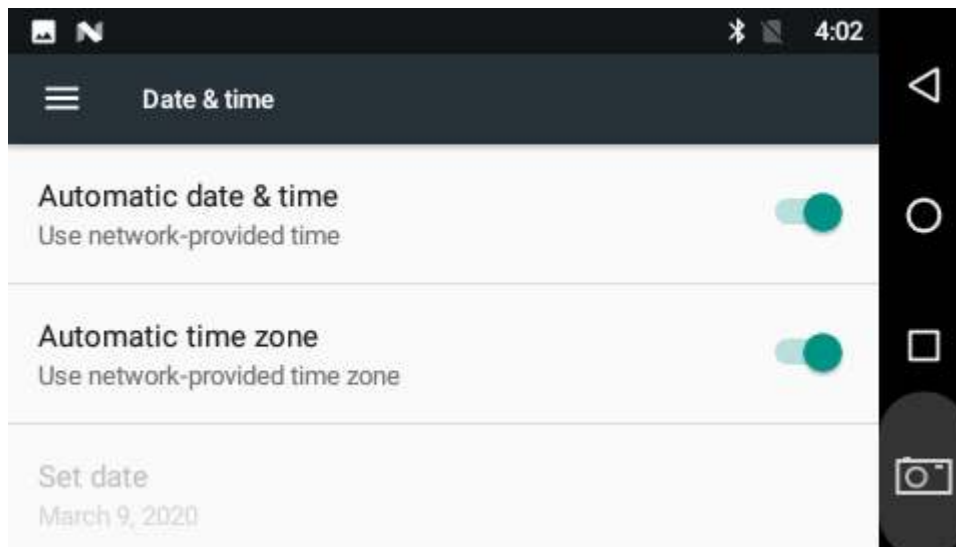 4:02
Date & time
Automatic date & time
Use network-provided time
Automatic time zone
Use network-provided time zone
Set date
March 9, 2020